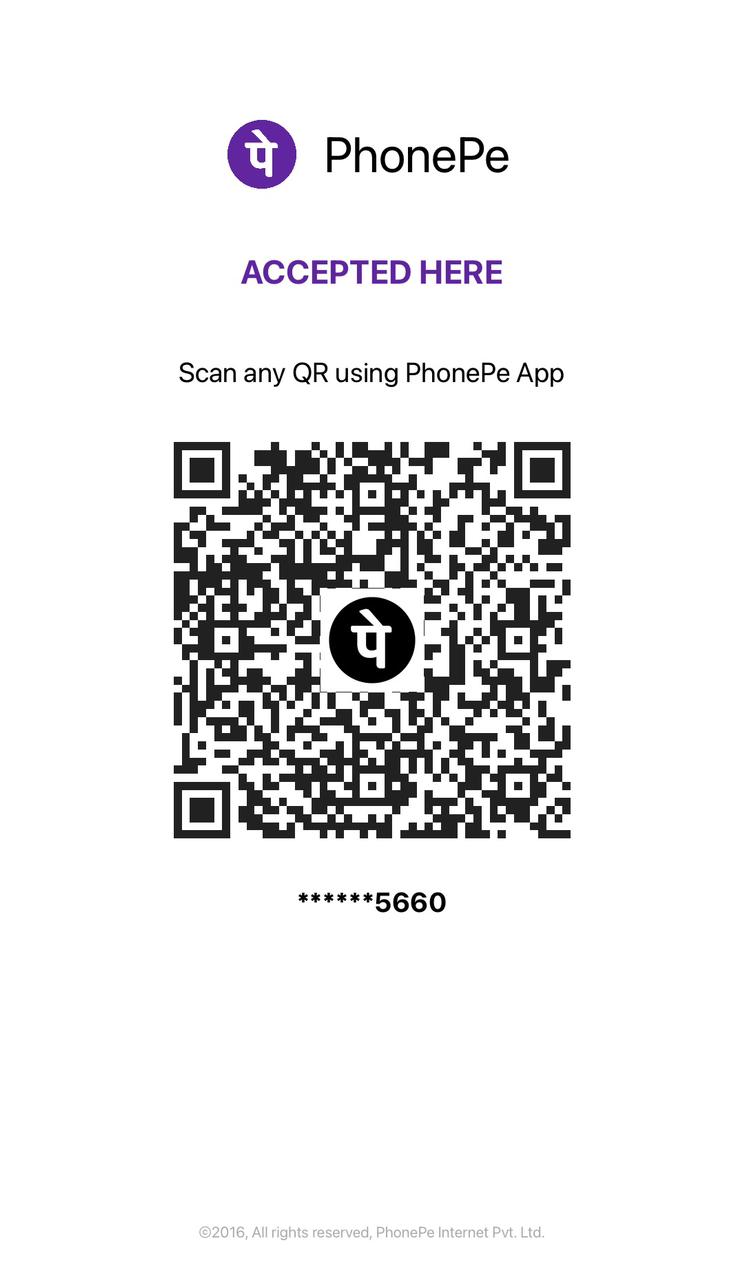 पे PhonePe
ACCEPTED HERE
Scan any QR using PhonePe App
पे
******5660
©2016, All rights reserved, PhonePe Internet Pvt. Ltd.